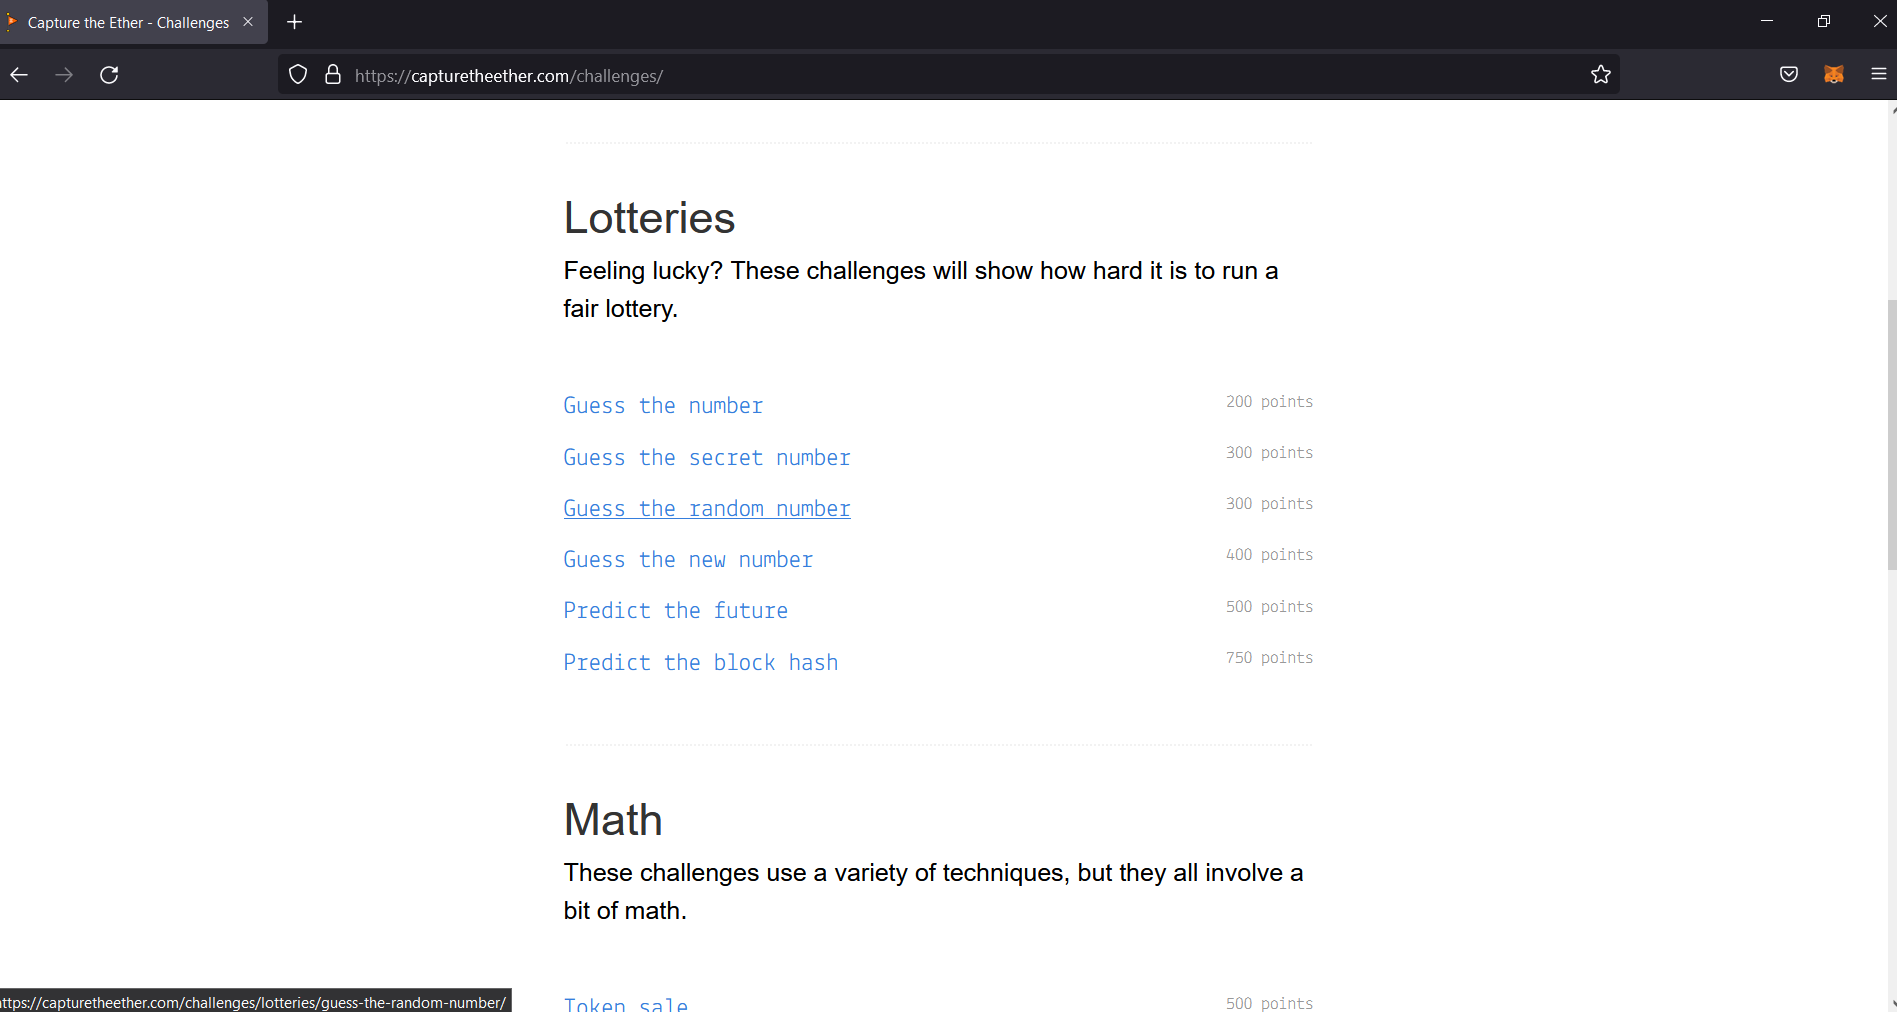 Capture the Ether - Challenges
https://capturetheether.com/challenges/
Lotteries
Feeling lucky? These challenges will show how hard it is to run a
fair lottery.
Guess the number 200 points
Guess the secret number 300 points
Guess the random number 300 points
Guess the new number 400 points
Predict the future 500 points
Predict the block hash 750 points
Math
These challenges use a variety of techniques, but they all involve a
bit of math.
Token sale 500 points
ttps://capturetheether.com/challenges/lotteries/guess-the-random-number/